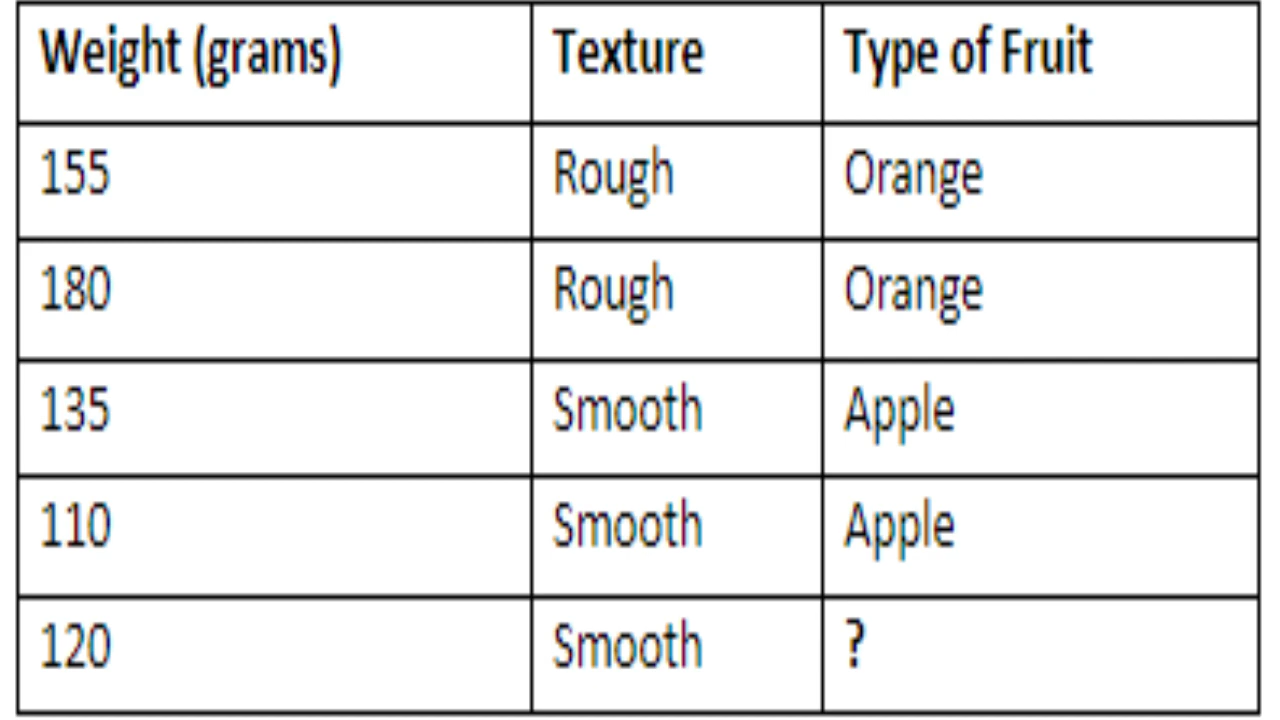 Weight (grams) Texture Type of Fruit
155 Rough Orange
180 Rough Orange
135 Smooth Apple
110 Smooth Apple
120 Smooth ?